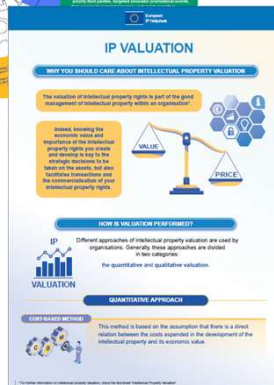 European
IP Helpdesk
IP VALUATION
WHY YOU SHOULD CARE ABOUT INTELLECTUAL PROPERTY VALUATION
The valuation of intellectual property rights is part of the good
management of intellectual property within an organisation¹.
Indeed, knowing the
economic value and
importance of the intellectual
property rights you create
and develop is key to the
strategic decisions to be
taken on the assets, but also
facilitates transactions and
the commercialisation of your
intellectual property rights.
VALUE
PRICE
HOW IS VALUATION PERFORMED?
IP
VALUATION
Different approaches of intellectual property valuation are used by
organisations. Generally, these approaches are divided
in two categories:
the quantitative and qualitative valuation.
QUANTITATIVE APPROACH
COST-BASED METHOD
This method is based on the assumption that there is a direct
relation between the costs expended in the development of the
intellectual property and its economic value.